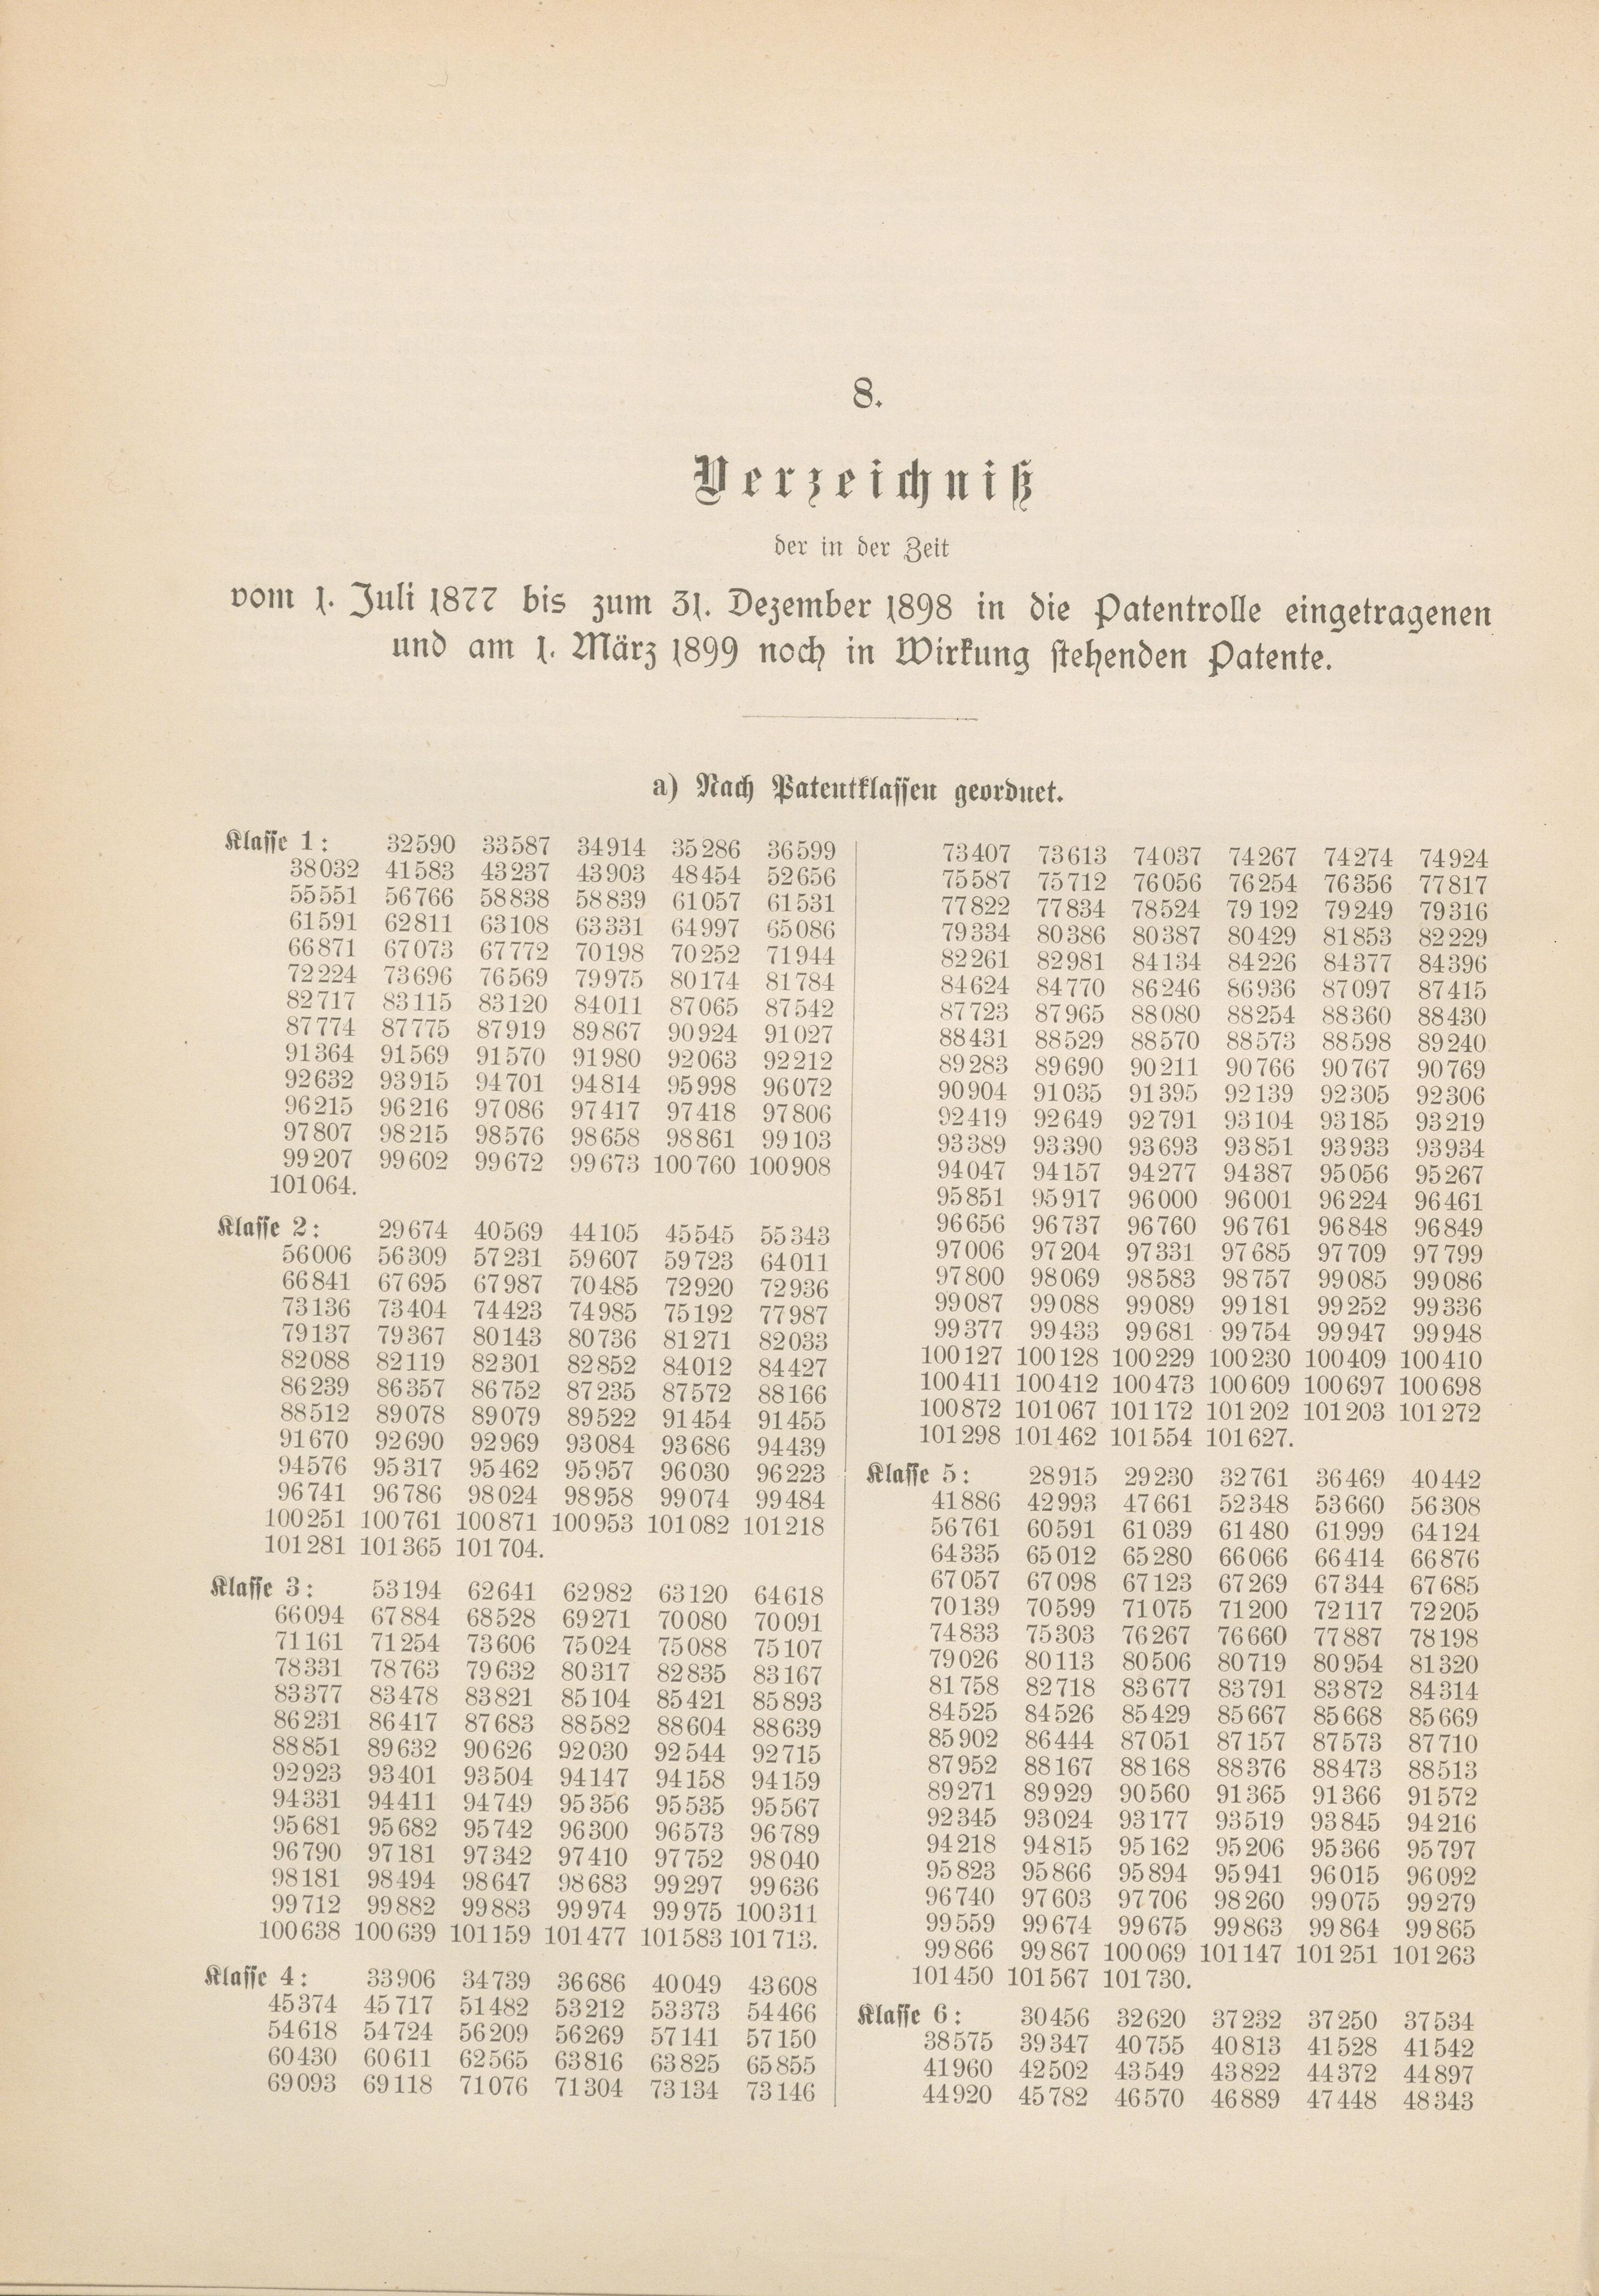 8.
Verzeichniß
der in der Zeit
vom 1. Juli 1877 bis zum 31. Dezember 1898 in die Patentrolle eingetragenen
und am 1. März 1899 noch in Wirkung stehenden Patente.
a) Nach Patentklassen geordnet.
Klasse 1: 32590 33587 34914 35286 36599
38032 41583 43237 43903 48454 52656
55551 56766 58838 58839 61057 61531
61591 62811 63108 63331 64997 65086
66871 67073 67772 70198 70252 71944
72224 73696 76569 79975 80174 81784
82717 83115 83120 84011 87065 87542
87774 87775 87919 89867 90924 91027
91364 91569 91570 91980 92063 92212
92632 93915 94701 94814 95998 96072
96215 96216 97086 97417 97418 97806
97807 98215 98576 98658 98861 99103
99207 99602 99672 99673 100760 100908
101064.
Klasse 2: 29674 40569 44105 45545 55343
56006 56309 57231 59607 59723 64011
66841 67695 67987 70485 72920 72936
73136 73404 74423 74985 75192 77987
79137 79367 80143 80736 81271 82033
82088 82119 82301 82852 84012 84427
86239 86357 86752 87235 87572 88166
88512 89078 89079 89522 91454 91455
91670 92690 92969 93084 93686 94439
94576 95317 95462 95957 96030 96223
96741 96786 98024 98958 99074 99484
100251 100761 100871 100953 101082 101218
101281 101365 101704.
Klasse 3: 53194 62641 62982 63120 64618
66094 67884 68528 69271 70080 70091
71161 71254 73606 75024 75088 75107
78331 78763 79632 80317 82835 83167
83377 83478 83821 85104 85421 85893
86231 86417 87683 88582 88604 88639
88851 89632 90626 92030 92544 92715
92923 93401 93504 94147 94158 94159
94331 94411 94749 95356 95535 95567
95681 95682 95742 96300 96573 96789
96790 97181 97342 97410 97752 98040
98181 98494 98647 98683 99297 99636
99712 99882 99883 99974 99975 100311
100638 100639 101159 101477 101583 101713.
Klasse 4: 33906 34739 36686 40049 43608
45374 45717 51482 53212 53373 54466
54618 54724 56209 56269 57141 57150
60430 60611 62565 63816 63825 65855
69093 69118 71076 71304 73134 73146
73407 73613 74037 74267 74274 74924
75587 75712 76056 76254 76356 77817
77822 77834 78524 79192 79249 79316
79334 80386 80387 80429 81853 82229
82261 82981 84134 84226 84377 84396
84624 84770 86246 86936 87097 87415
87723 87965 88080 88254 88360 88430
88431 88529 88570 88573 88598 89240
89283 89690 90211 90766 90767 90769
90904 91035 91395 92139 92305 92306
92419 92649 92791 93104 93185 93219
93389 93390 93693 93851 93933 93934
94047 94157 94277 94387 95056 95267
95851 95917 96000 96001 96224 96461
96656 96737 96760 96761 96848 96849
97006 97204 97331 97685 97709 97799
97800 98069 98583 98757 99085 99086
99087 99088 99089 99181 99252 99336
99377 99433 99681 99754 99947 99948
100127 100128 100229 100230 100409 100410
100411 100412 100473 100609 100697 100698
100872 101067 101172 101202 101203 101272
101298 101462 101554 101627.
Klasse 5: 28915 29230 32761 36469 40442
41886 42993 47661 52348 53660 56308
56761 60591 61039 61480 61999 64124
64335 65012 65280 66066 66414 66876
67057 67098 67123 67269 67344 67685
70139 70599 71075 71200 72117 72205
74833 75303 76267 76660 77887 78198
79026 80113 80506 80719 80954 81320
81758 82718 83677 83791 83872 84314
84525 84526 85429 85667 85668 85669
85902 86444 87051 87157 87573 87710
87952 88167 88168 88376 88473 88513
89271 89929 90560 91365 91366 91572
92345 93024 93177 93519 93845 94216
94218 94815 95162 95206 95366 95797
95823 95866 95894 95941 96015 96092
96740 97603 97706 98260 99075 99279
99559 99674 99675 99863 99864 99865
99866 99867 100069 101147 101251 101263
101450 101567 101730.
Klasse 6: 30456 32620 37232 37250 37534
38575 39347 40755 40813 41528 41542
41960 42502 43549 43822 44372 44897
44920 45782 46570 46889 47448 48343